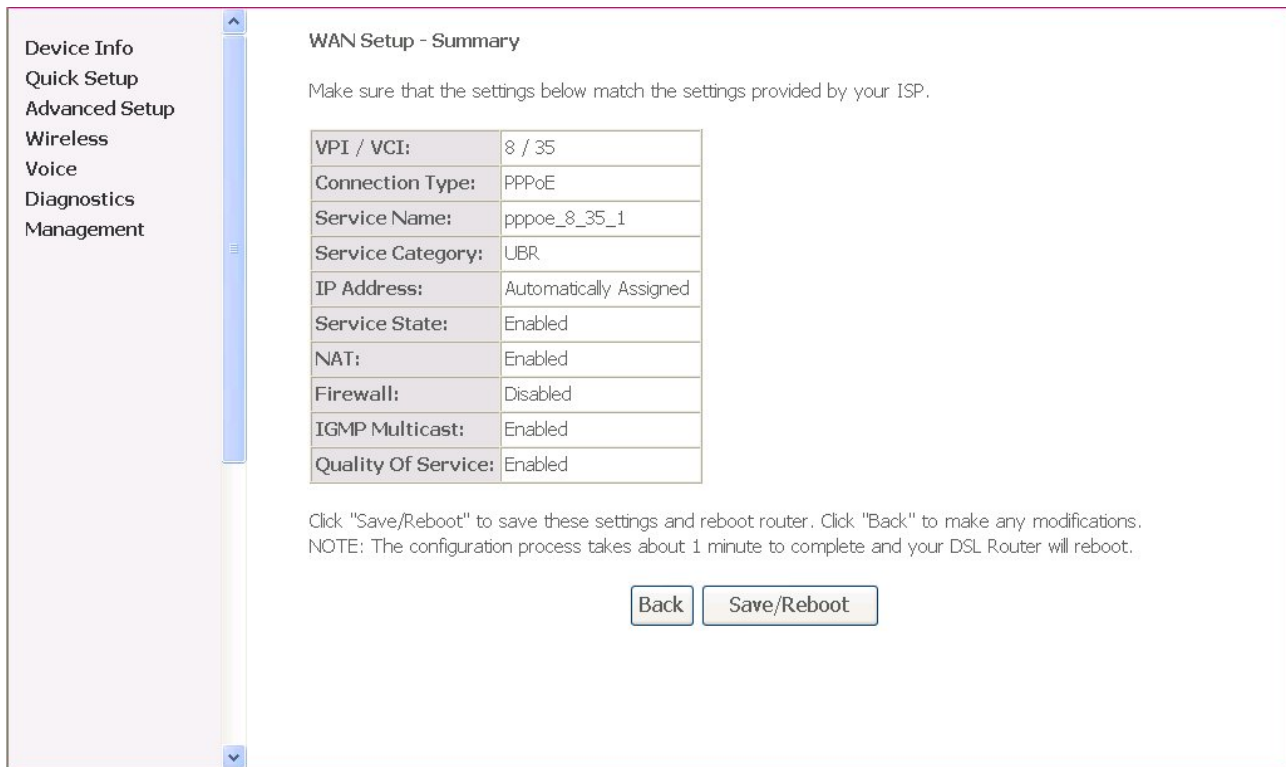 Device Info
Quick Setup
Advanced Setup
Wireless
Voice
Diagnostics
Management
WAN Setup - Summary
Make sure that the settings below match the settings provided by your ISP.
VPI / VCI: 8 / 35
Connection Type: PPPoE
Service Name: pppoe_8_35_1
Service Category: UBR
IP Address: Automatically Assigned
Service State: Enabled
NAT: Enabled
Firewall: Disabled
IGMP Multicast: Enabled
Quality Of Service: Enabled
Click "Save/Reboot" to save these settings and reboot router. Click "Back" to make any modifications.
NOTE: The configuration process takes about 1 minute to complete and your DSL Router will reboot.
Back Save/Reboot